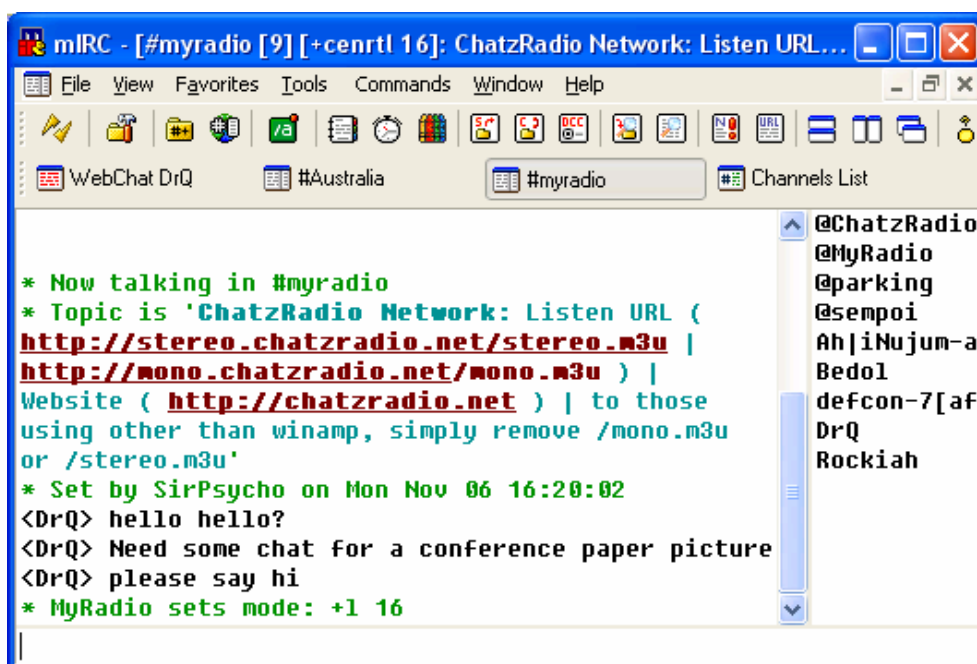 mIRC - [#myradio [9] [+cenrtl 16]: ChatzRadio Network: Listen URL...
File View Favorites Tools Commands Window Help
WebChat DrQ #Australia #myradio Channels List
* Now talking in #myradio
* Topic is 'ChatzRadio Network: Listen URL (
http://stereo.chatzradio.net/stereo.m3u |
http://mono.chatzradio.net/mono.m3u ) |
Website ( http://chatzradio.net ) | to those
using other than winamp, simply remove /mono.m3u
or /stereo.m3u'
* Set by SirPsycho on Mon Nov 06 16:20:02
<DrQ> hello hello?
<DrQ> Need some chat for a conference paper picture
<DrQ> please say hi
* MyRadio sets mode: +l 16
@ChatzRadio
@MyRadio
@parking
@sempoi
Ah|iNujum-a
Bedol
defcon-7[af
DrQ
Rockiah